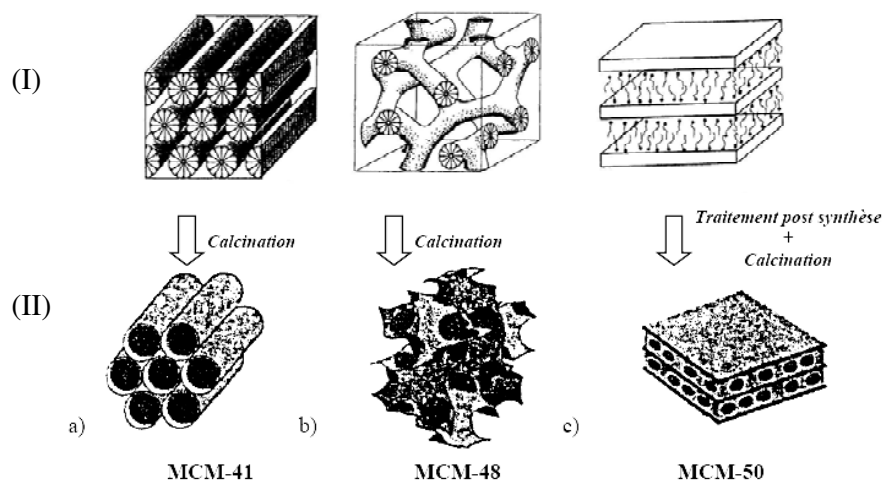 (I)
Calcination
Calcination
Traitement post synthèse
+
Calcination
(II)
a)
b)
c)
MCM-41
MCM-48
MCM-50